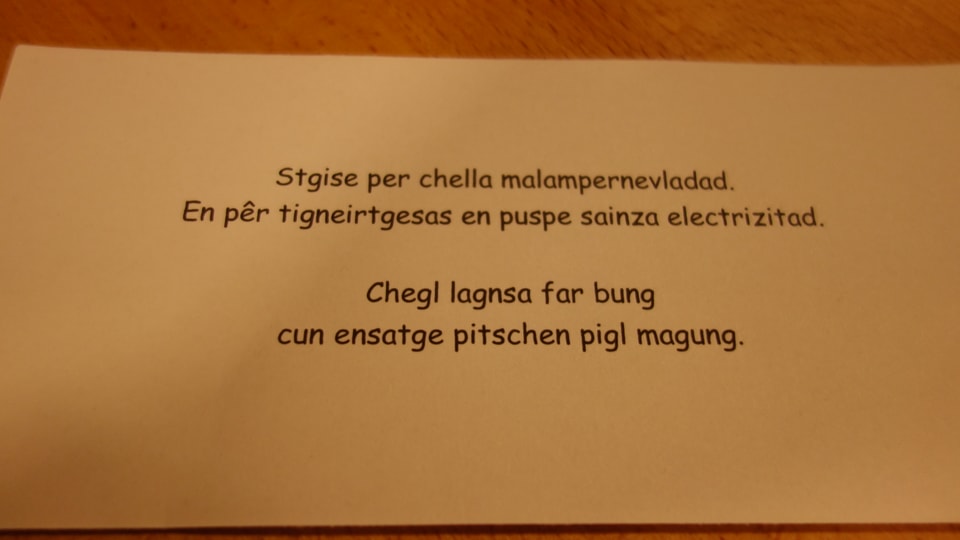 Stgise per chella malampernevladad.
En pêr tigneirtgesas en puspe sainza electrizitad.
Chegl lagnsa far bung
cun ensatge pitschen pigl magung.